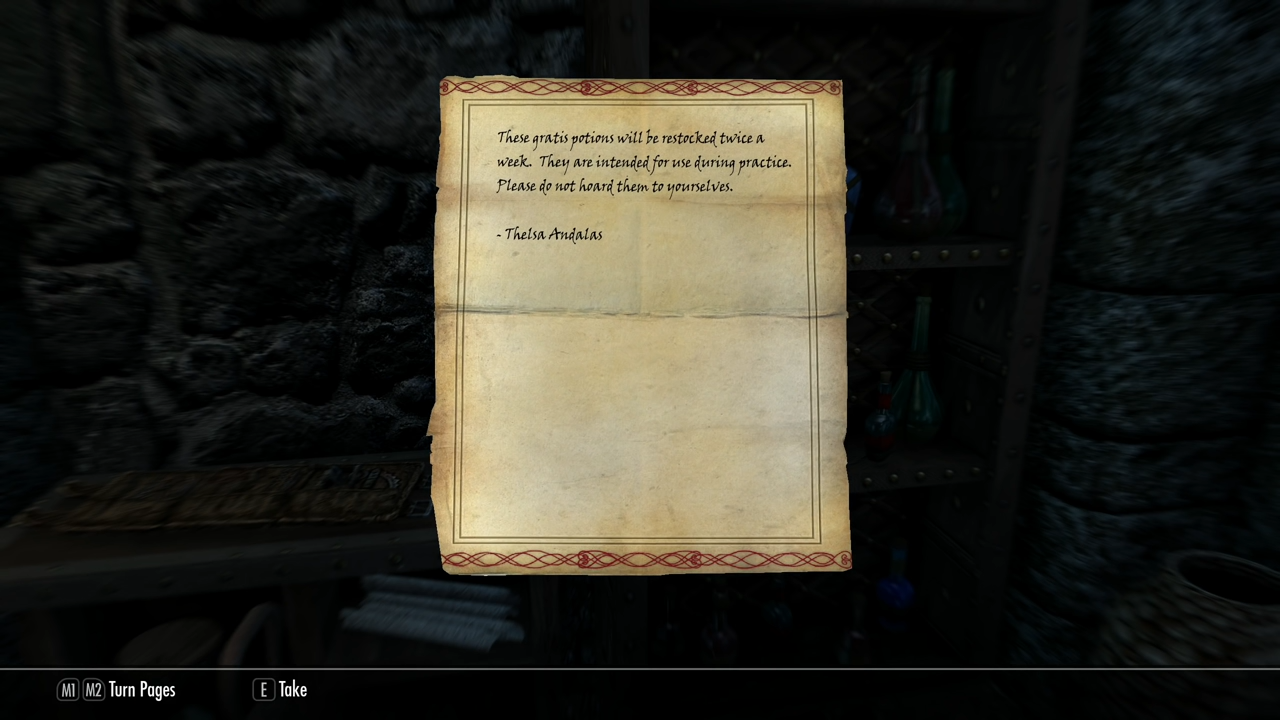 These gratis potions will be restocked twice a
week. They are intended for use during practice.
Please do not hoard them to yourselves.
- Thelsa Andalas
M1 M2 Turn Pages
E Take